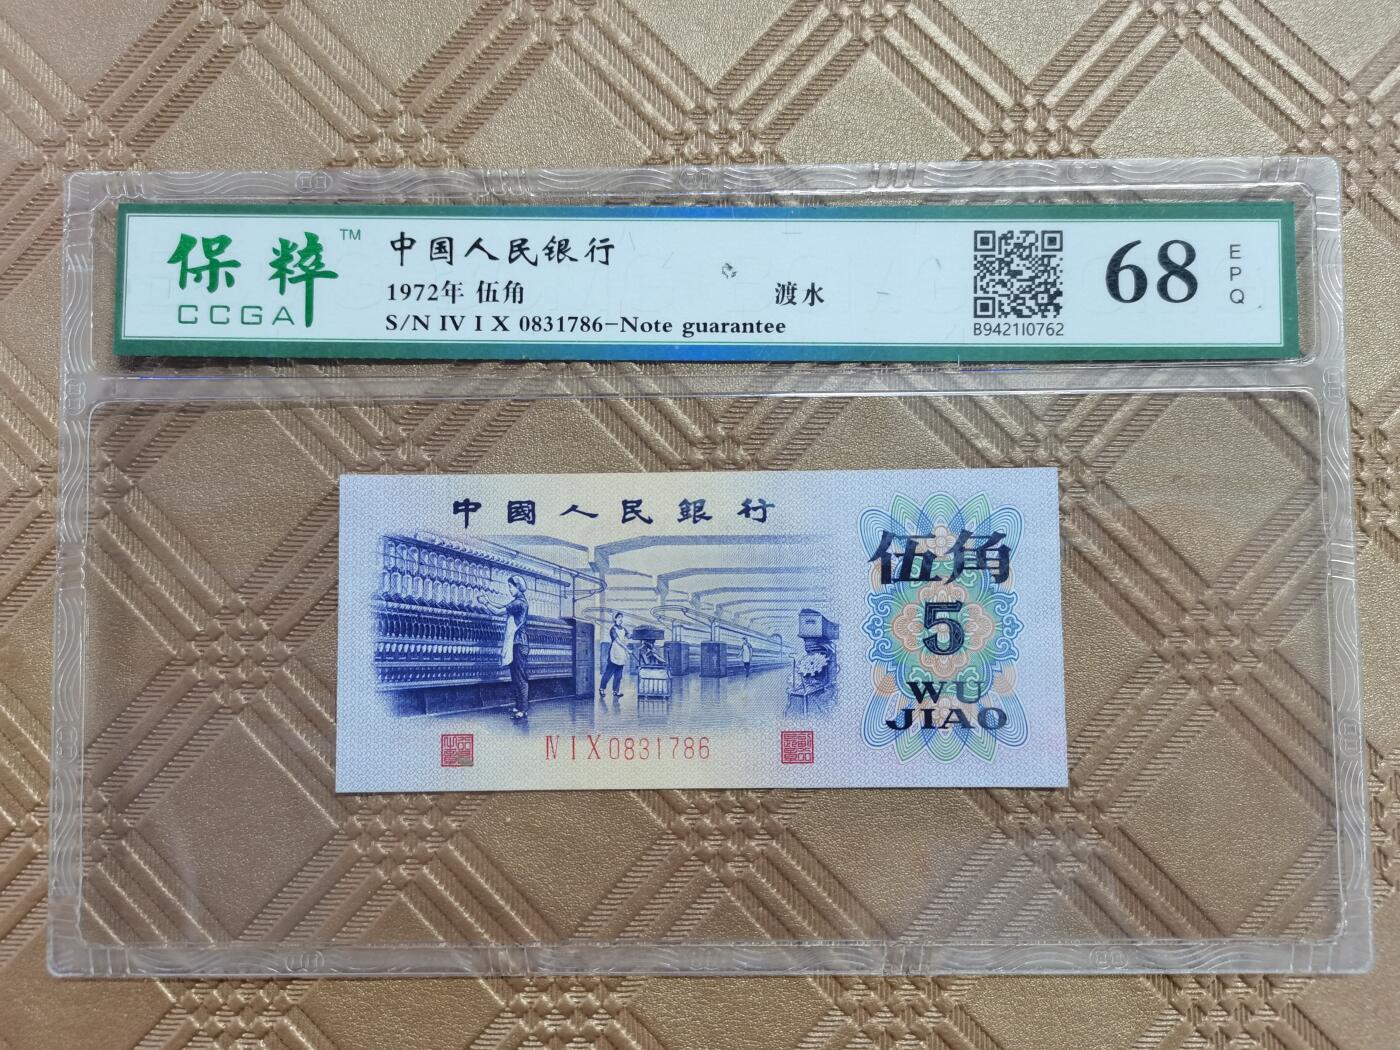 保粹™
CCGA
中国人民银行
1972年 伍角
渡水
S/N IV I X 0831786-Note guarantee
B9421I0762
68
EPQ
中國人民銀行
伍角
5
WU
JIAO
IV I X 0831786